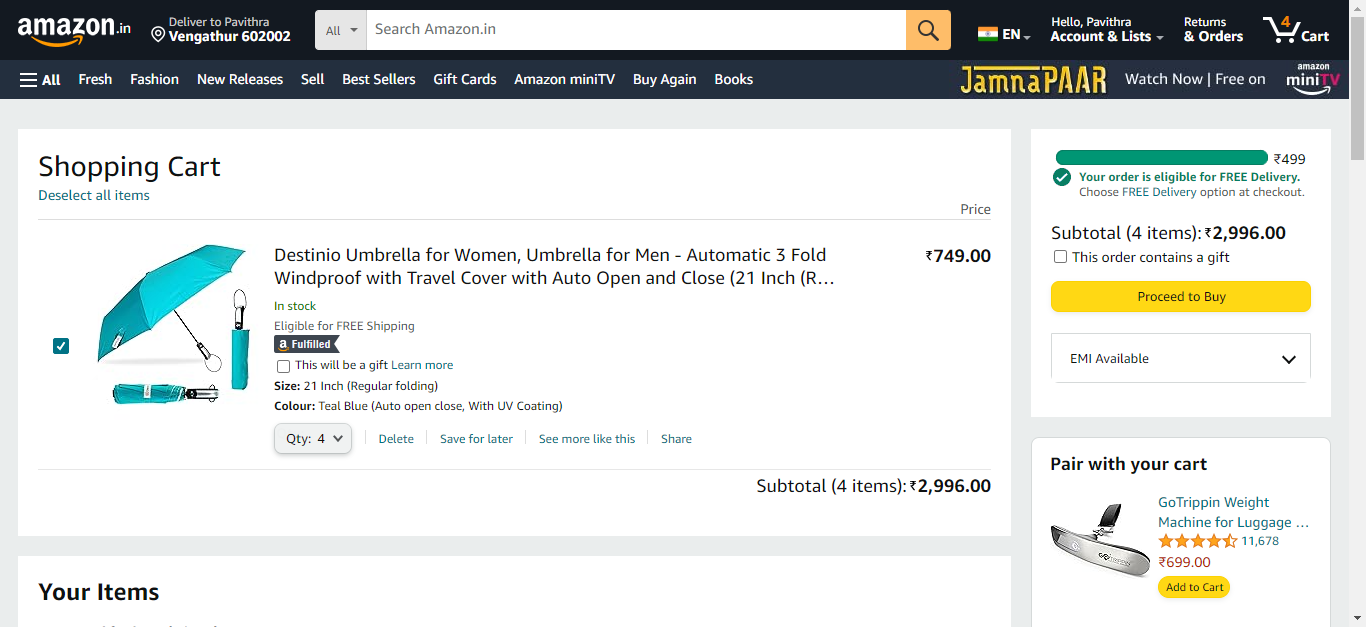 amazon.in
Deliver to Pavithra
Vengathur 602002
All
Search Amazon.in
EN
Hello, Pavithra
Account & Lists
Returns
& Orders
4
Cart
All Fresh Fashion New Releases Sell Best Sellers Gift Cards Amazon miniTV Buy Again Books
JamnaPAAR
Watch Now | Free on
amazon
miniTV
Shopping Cart
Deselect all items
Price
Destinio Umbrella for Women, Umbrella for Men - Automatic 3 Fold
Windproof with Travel Cover with Auto Open and Close (21 Inch (R…
₹749.00
In stock
Eligible for FREE Shipping
a Fulfilled
This will be a gift Learn more
Size: 21 Inch (Regular folding)
Colour: Teal Blue (Auto open close, With UV Coating)
Qty: 4
Delete
Save for later
See more like this
Share
Subtotal (4 items): ₹2,996.00
Your Items
₹499
Your order is eligible for FREE Delivery.
Choose FREE Delivery option at checkout.
Subtotal (4 items): ₹2,996.00
This order contains a gift
Proceed to Buy
EMI Available
Pair with your cart
GoTrippin Weight
Machine for Luggage …
11,678
₹699.00
Add to Cart